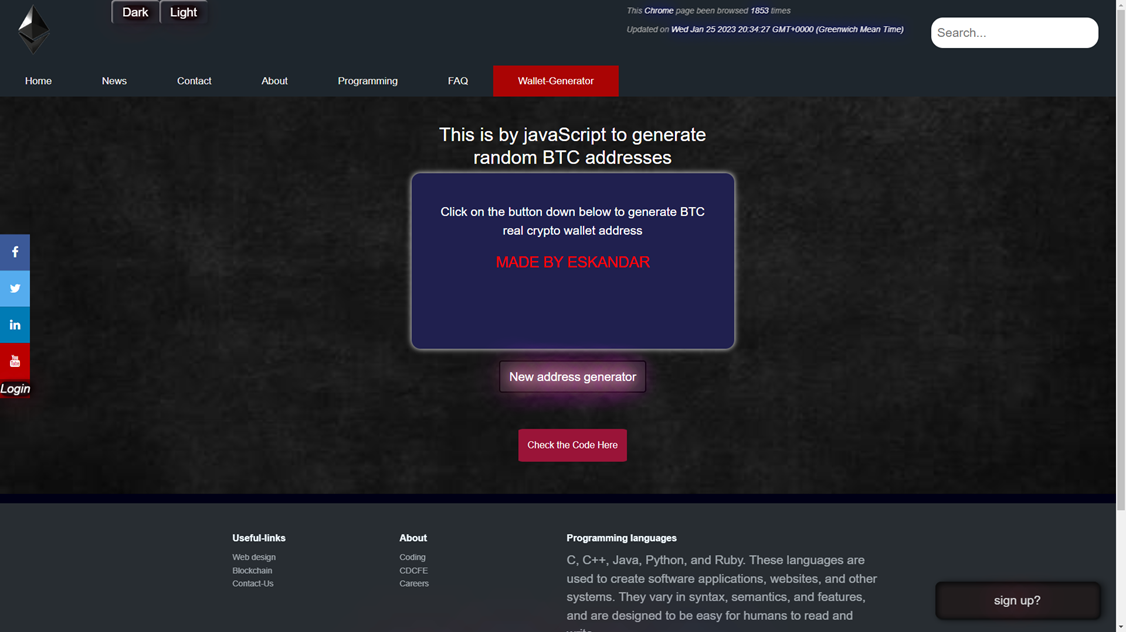 Dark Light
This Chrome page been browsed 1853 times
Updated on Wed Jan 25 2023 20:34:27 GMT+0000 (Greenwich Mean Time)
Search...
Home News Contact About Programming FAQ Wallet-Generator
This is by javaScript to generate
random BTC addresses
Click on the button down below to generate BTC
real crypto wallet address
MADE BY ESKANDAR
Login
New address generator
Check the Code Here
Useful-links
Web design
Blockchain
Contact-Us
About
Coding
CDCFE
Careers
Programming languages
C, C++, Java, Python, and Ruby. These languages are
used to create software applications, websites, and other
systems. They vary in syntax, semantics, and features,
and are designed to be easy for humans to read and
sign up?